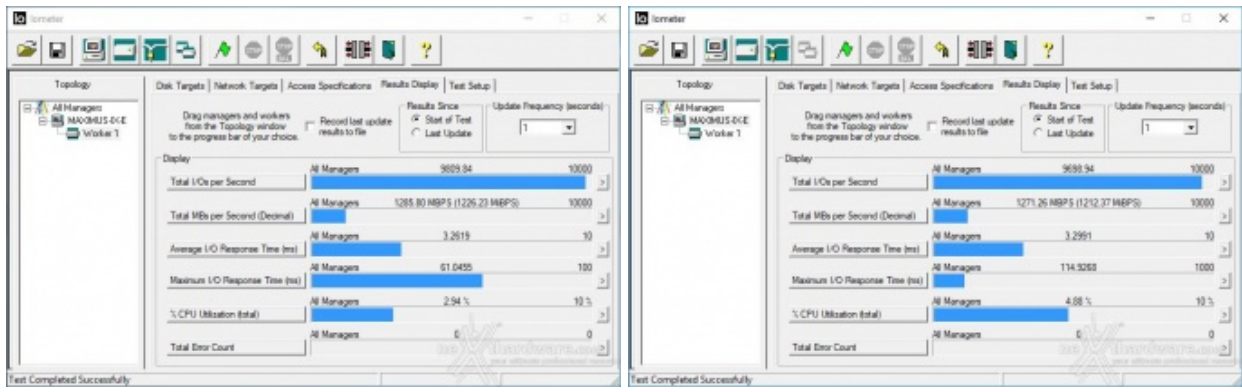 Iometer
Topology
All Managers
MAXIMUS-IX-E
Worker 1
Disk Targets | Network Targets | Access Specifications | Results Display | Test Setup
Drag managers and workers
from the Topology window
to the progress bar of your choice.
Record last update
results to file
Results Since
Start of Test
Last Update
Update Frequency (seconds)
1
Display
All Managers 9809.84 10000
Total I/Os per Second
All Managers 1285.80 MBPS (1226.23 MiBPS) 10000
Total MBs per Second (Decimal)
All Managers 3.2619 10
Average I/O Response Time (ms)
All Managers 61.0455 100
Maximum I/O Response Time (ms)
All Managers 2.94 % 10 %
% CPU Utilization (total)
All Managers 0 0
Total Error Count
Test Completed Successfully
Iometer
Topology
All Managers
MAXIMUS-IX-E
Worker 1
Disk Targets | Network Targets | Access Specifications | Results Display | Test Setup
Drag managers and workers
from the Topology window
to the progress bar of your choice.
Record last update
results to file
Results Since
Start of Test
Last Update
Update Frequency (seconds)
1
Display
All Managers 9698.94 10000
Total I/Os per Second
All Managers 1271.26 MBPS (1212.37 MiBPS) 10000
Total MBs per Second (Decimal)
All Managers 3.2991 10
Average I/O Response Time (ms)
All Managers 114.9268 1000
Maximum I/O Response Time (ms)
All Managers 4.88 % 10 %
% CPU Utilization (total)
All Managers 0 0
Total Error Count
Test Completed Successfully